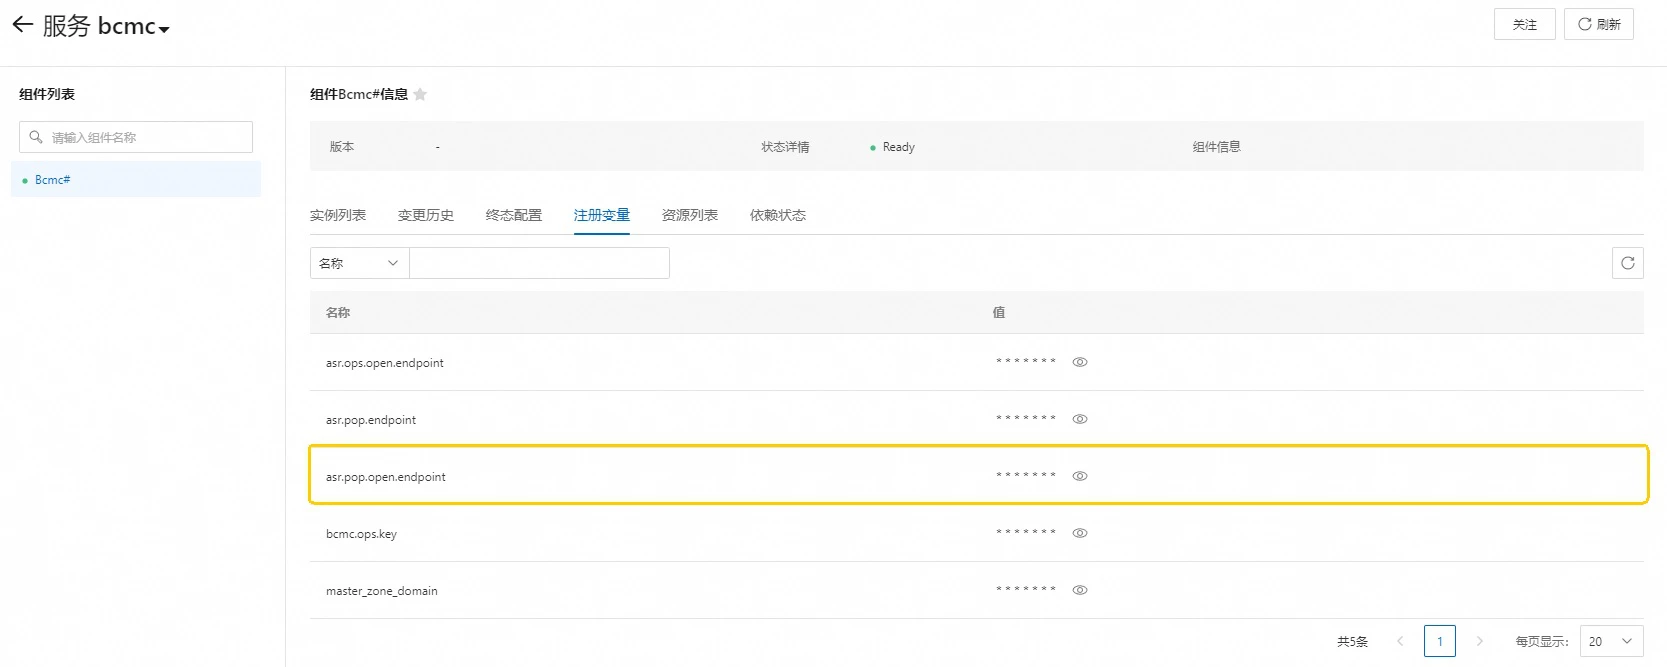 服务 bcmc
关注
刷新
组件列表
请输入组件名称
Bcmc#
组件Bcmc#信息
版本 - 状态详情 Ready 组件信息
实例列表 变更历史 终态配置 注册变量 资源列表 依赖状态
名称
名称 值
asr.ops.open.endpoint *******
asr.pop.endpoint *******
asr.pop.open.endpoint *******
bcmc.ops.key *******
master_zone_domain *******
共5条 1 每页显示: 20